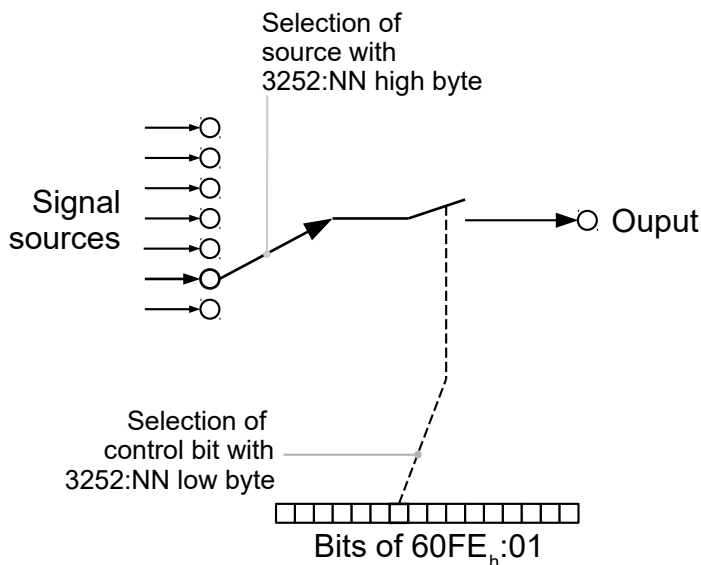 Selection of
source with
3252:NN high byte
Signal
sources
Ouput
Selection of
control bit with
3252:NN low byte
Bits of 60FEh:01